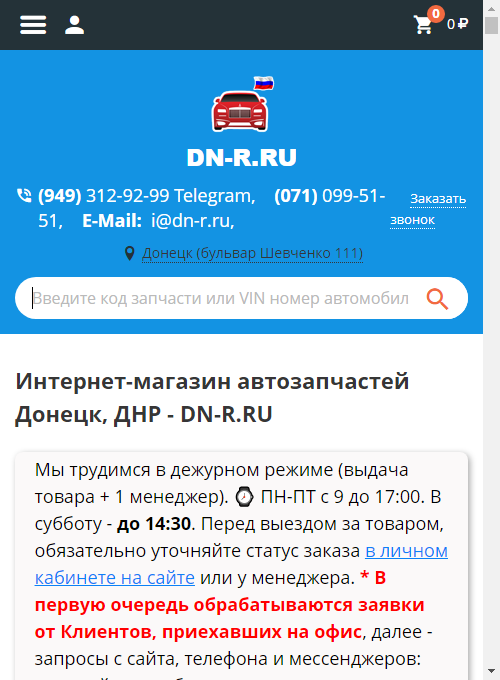 0
0 ₽
DN-R.RU
(949) 312-92-99 Telegram, (071) 099-51-
51, E-Mail: i@dn-r.ru,
Заказать
звонок
Донецк (бульвар Шевченко 111)
Введите код запчасти или VIN номер автомобил
Интернет-магазин автозапчастей
Донецк, ДНР - DN-R.RU
Мы трудимся в дежурном режиме (выдача
товара + 1 менеджер). ПН-ПТ с 9 до 17:00. В
субботу - до 14:30. Перед выездом за товаром,
обязательно уточняйте статус заказа в личном
кабинете на сайте или у менеджера. * В
первую очередь обрабатываются заявки
от Клиентов, приехавших на офис, далее -
запросы с сайта, телефона и мессенджеров: